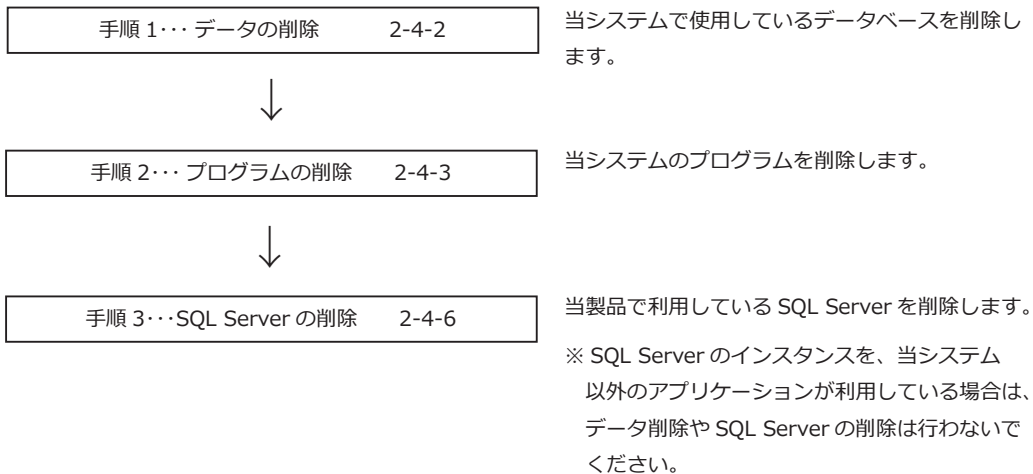 手順 1･･･ データの削除 2-4-2
当システムで使用しているデータベースを削除し
ます。
↓
手順 2･･･ プログラムの削除 2-4-3
当システムのプログラムを削除します。
↓
手順 3･･･SQL Server の削除 2-4-6
当製品で利用している SQL Server を削除します。
※ SQL Server のインスタンスを、当システム
以外のアプリケーションが利用している場合は、
データ削除や SQL Server の削除は行わないで
ください。